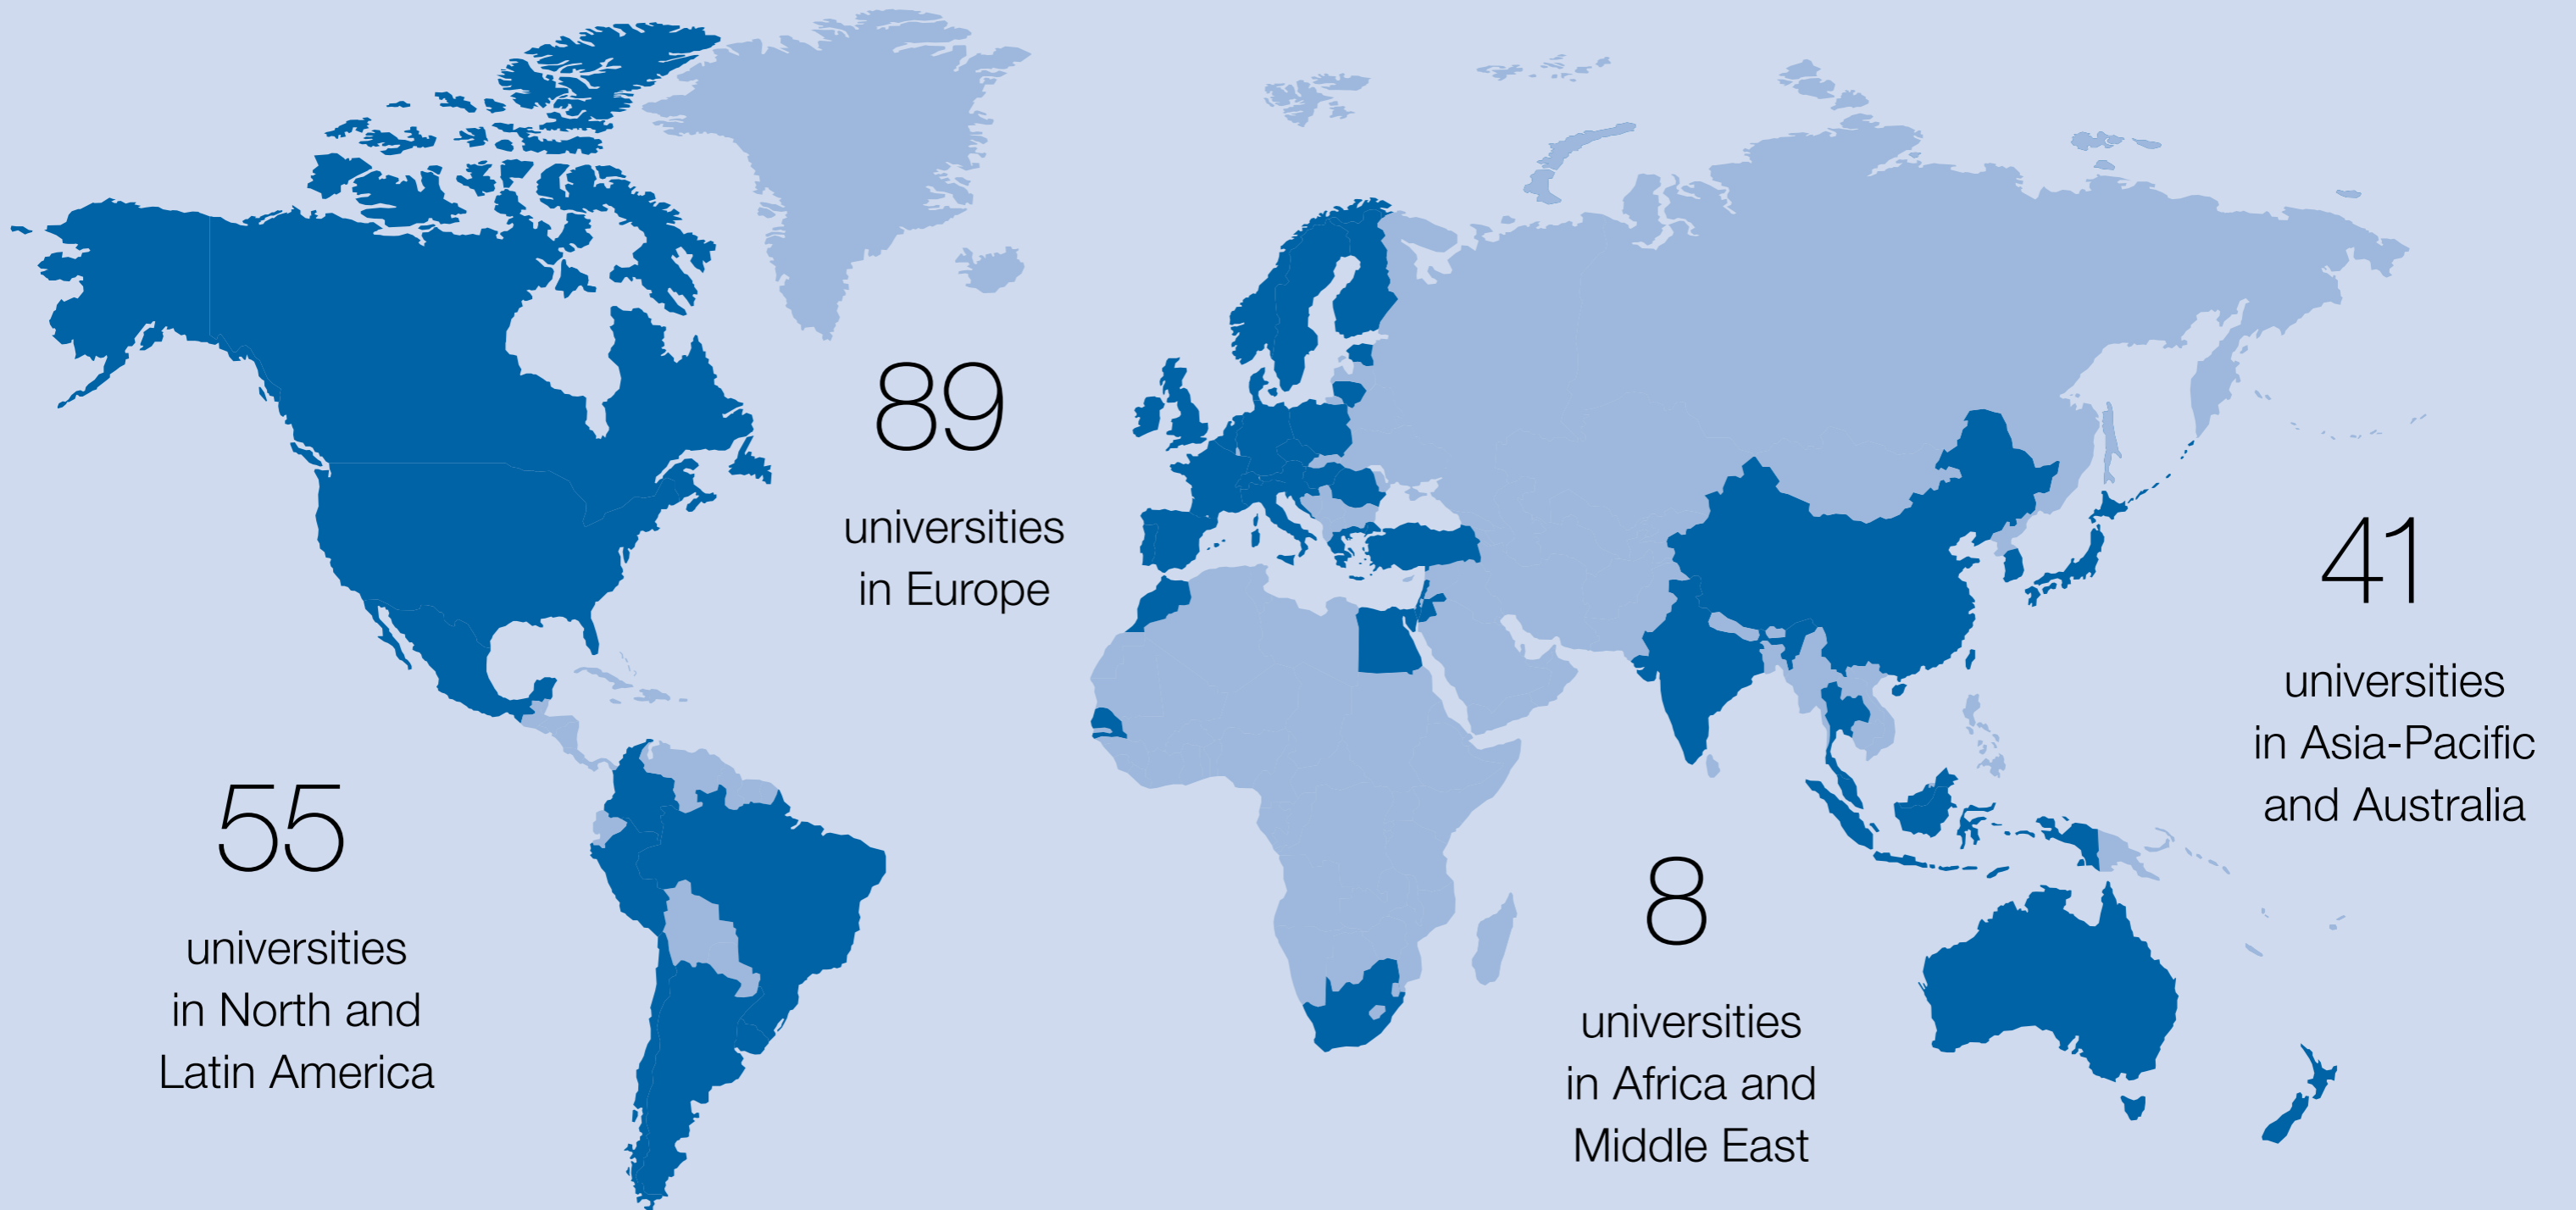 89
universities
in Europe
41
universities
in Asia-Pacific
and Australia
55
universities
in North and
Latin America
8
universities
in Africa and
Middle East